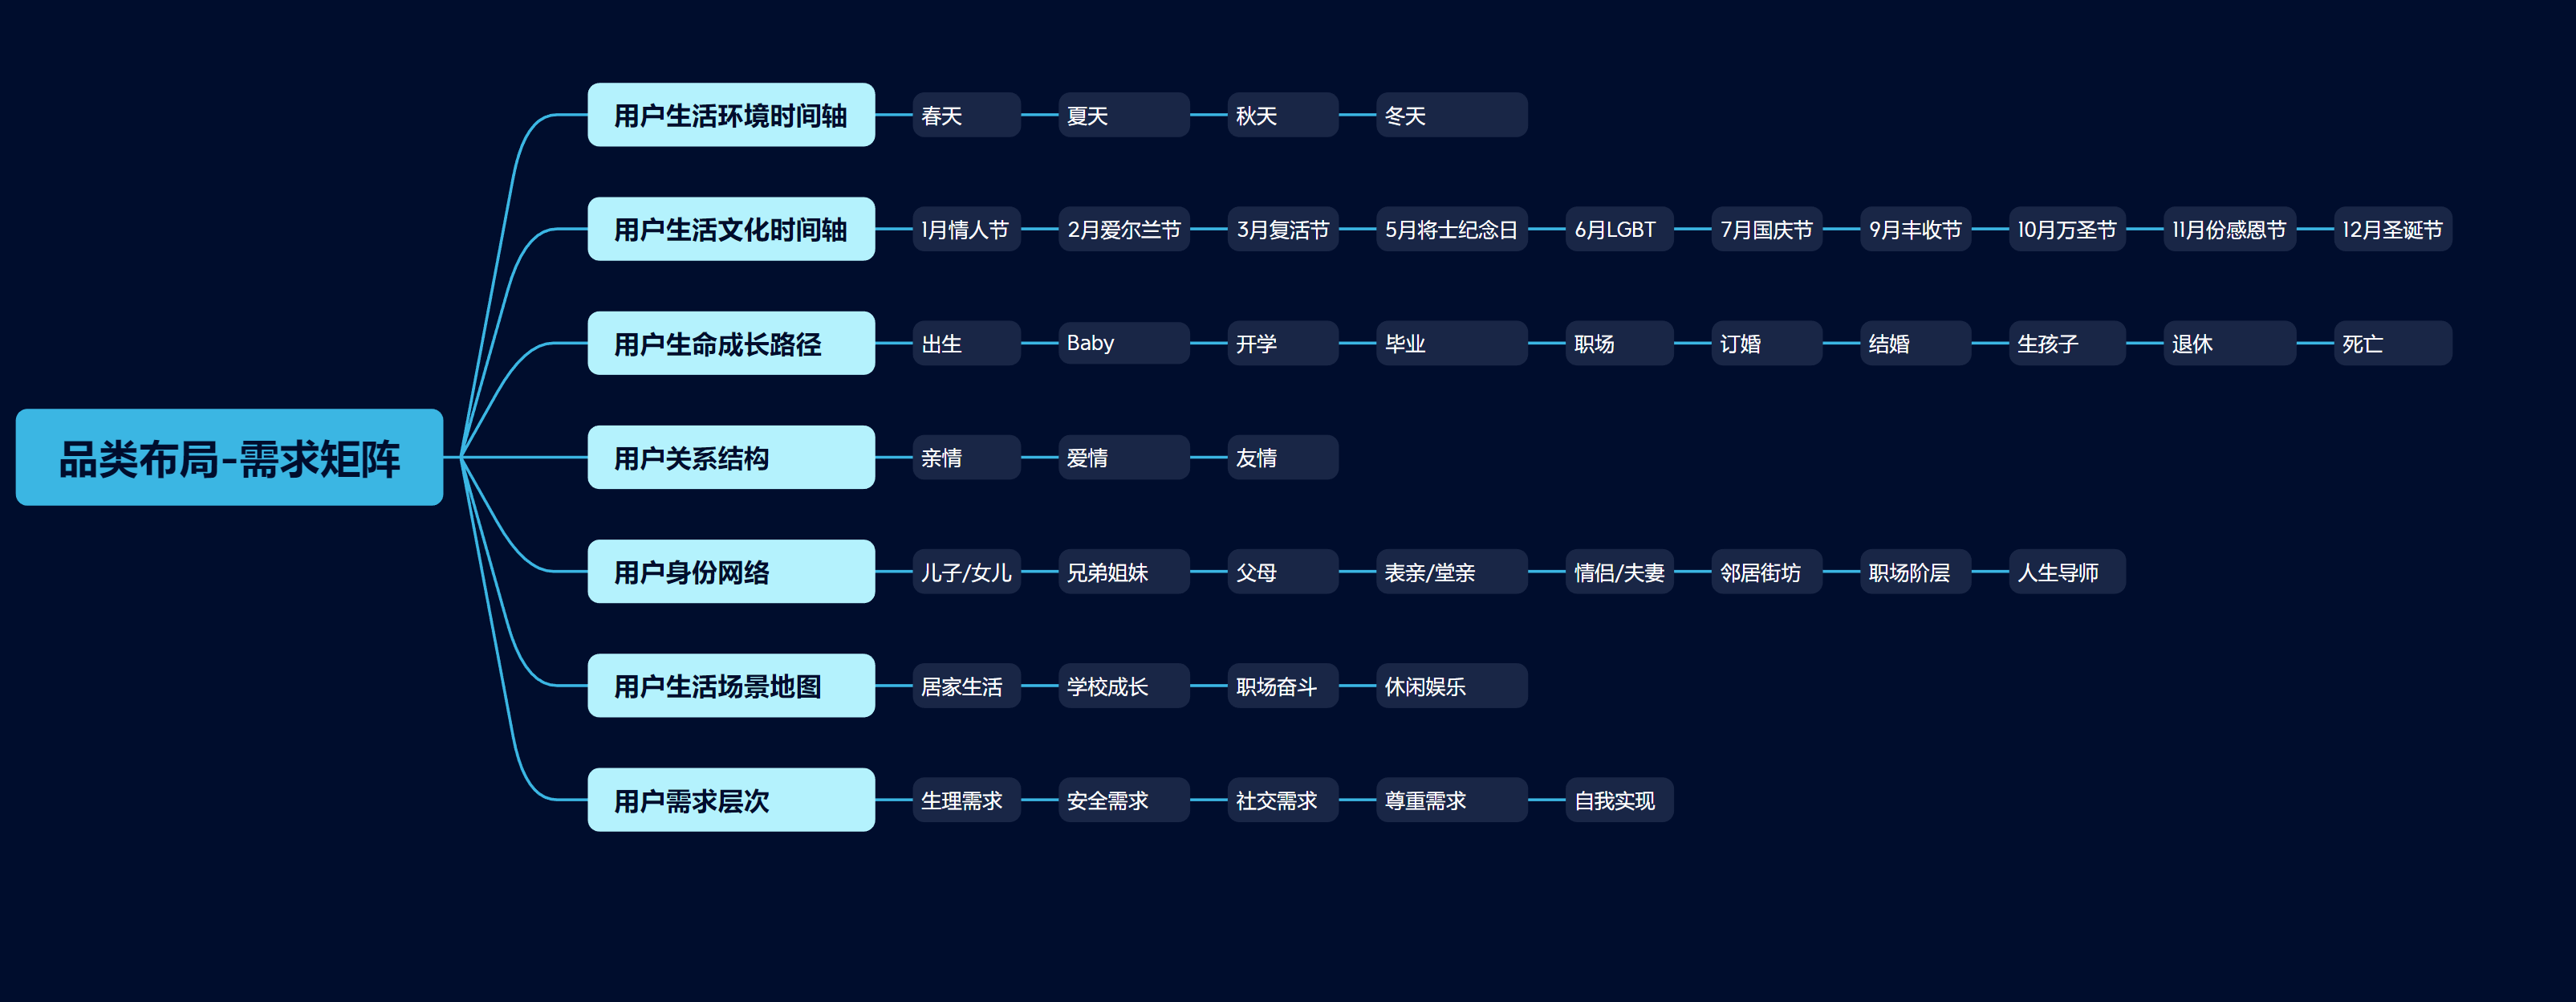 品类布局-需求矩阵
用户生活环境时间轴 春天 夏天 秋天 冬天
用户生活文化时间轴 1月情人节 2月爱尔兰节 3月复活节 5月将士纪念日 6月LGBT 7月国庆节 9月丰收节 10月万圣节 11月份感恩节 12月圣诞节
用户生命成长路径 出生 Baby 开学 毕业 职场 订婚 结婚 生孩子 退休 死亡
用户关系结构 亲情 爱情 友情
用户身份网络 儿子/女儿 兄弟姐妹 父母 表亲/堂亲 情侣/夫妻 邻居街坊 职场阶层 人生导师
用户生活场景地图 居家生活 学校成长 职场奋斗 休闲娱乐
用户需求层次 生理需求 安全需求 社交需求 尊重需求 自我实现